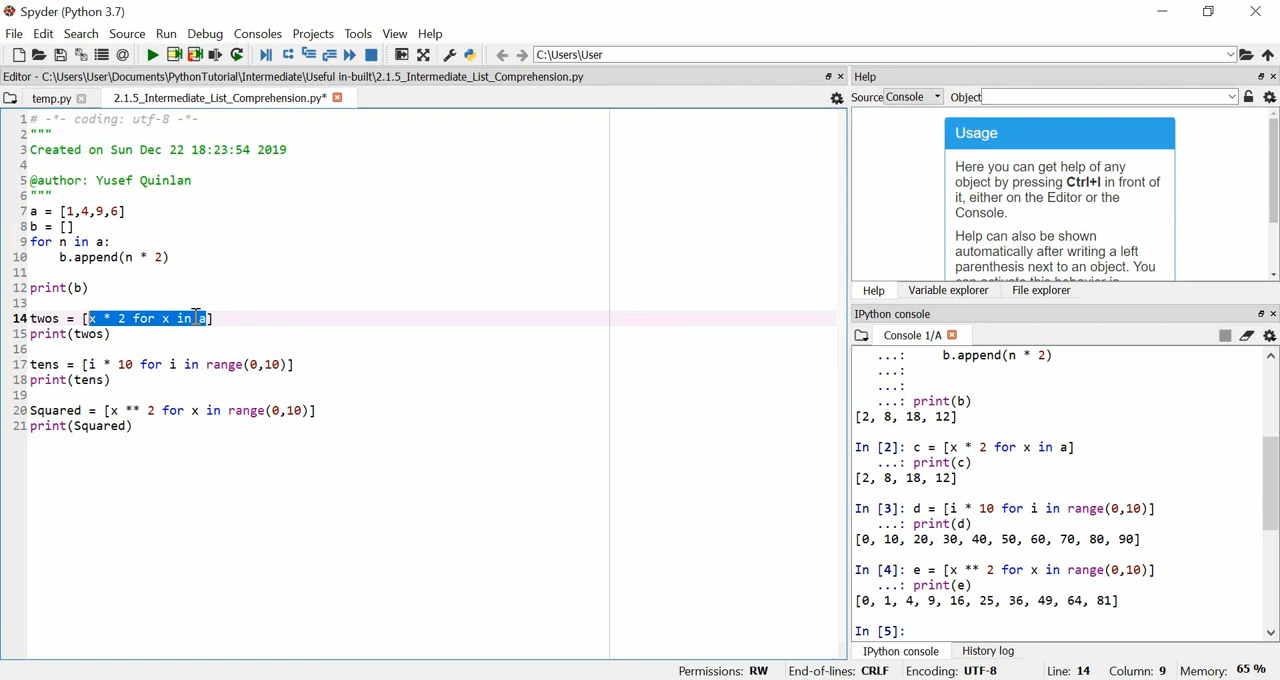 Spyder (Python 3.7)
File Edit Search Source Run Debug Consoles Projects Tools View Help
C:\Users\User
Editor - C:\Users\User\Documents\PythonTutorial\Intermediate\Useful in-built\2.1.5_Intermediate_List_Comprehension.py
temp.py 2.1.5_Intermediate_List_Comprehension.py*
1 # -*- coding: utf-8 -*-
2 """
3 Created on Sun Dec 22 18:23:54 2019
4
5 @author: Yusef Quinlan
6 """
7 a = [1,4,9,6]
8 b = []
9 for n in a:
10     b.append(n * 2)
11
12 print(b)
13
14 twos = [x * 2 for x in a]
15 print(twos)
16
17 tens = [i * 10 for i in range(0,10)]
18 print(tens)
19
20 Squared = [x ** 2 for x in range(0,10)]
21 print(Squared)
Help
Source Console Object
Usage
Here you can get help of any
object by pressing Ctrl+I in front of
it, either on the Editor or the
Console.
Help can also be shown
automatically after writing a left
parenthesis next to an object. You
can activate this behavior in
Help Variable explorer File explorer
IPython console
Console 1/A
...:     b.append(n * 2)
...:
...:
...: print(b)
[2, 8, 18, 12]
In [2]: c = [x * 2 for x in a]
...: print(c)
[2, 8, 18, 12]
In [3]: d = [i * 10 for i in range(0,10)]
...: print(d)
[0, 10, 20, 30, 40, 50, 60, 70, 80, 90]
In [4]: e = [x ** 2 for x in range(0,10)]
...: print(e)
[0, 1, 4, 9, 16, 25, 36, 49, 64, 81]
In [5]:
IPython console History log
Permissions: RW End-of-lines: CRLF Encoding: UTF-8 Line: 14 Column: 9 Memory: 65 %